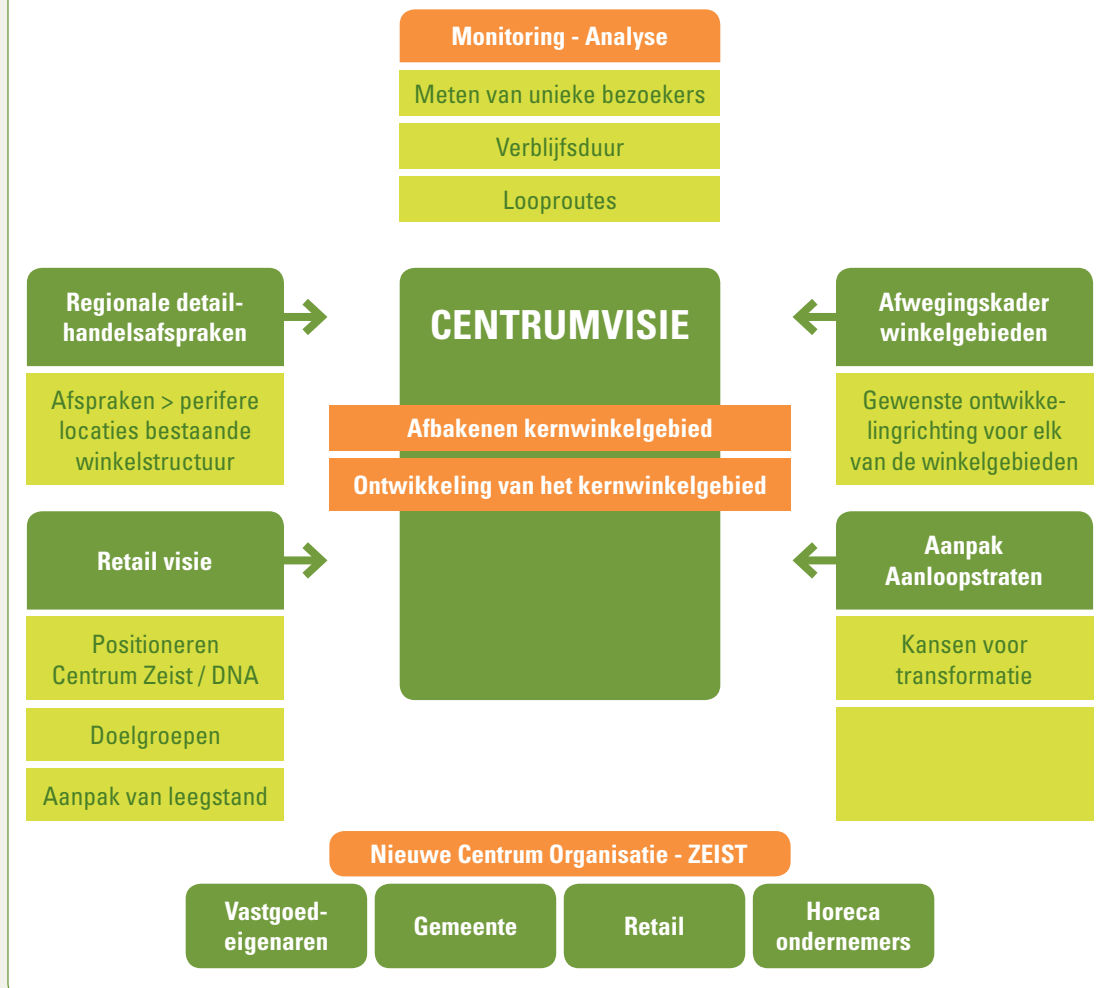 Monitoring - Analyse
Meten van unieke bezoekers
Verblijfsduur
Looproutes
Regionale detail-
handelsafspraken
Afspraken > perifere
locaties bestaande
winkelstructuur
Retail visie
Positioneren
Centrum Zeist / DNA
Doelgroepen
Aanpak van leegstand
CENTRUMVISIE
Afbakenen kernwinkelgebied
Ontwikkeling van het kernwinkelgebied
Afwegingskader
winkelgebieden
Gewenste ontwikke-
lingrichting voor elk
van de winkelgebieden
Aanpak
Aanloopstraten
Kansen voor
transformatie
Nieuwe Centrum Organisatie - ZEIST
Vastgoed-
eigenaren
Gemeente
Retail
Horeca
ondernemers